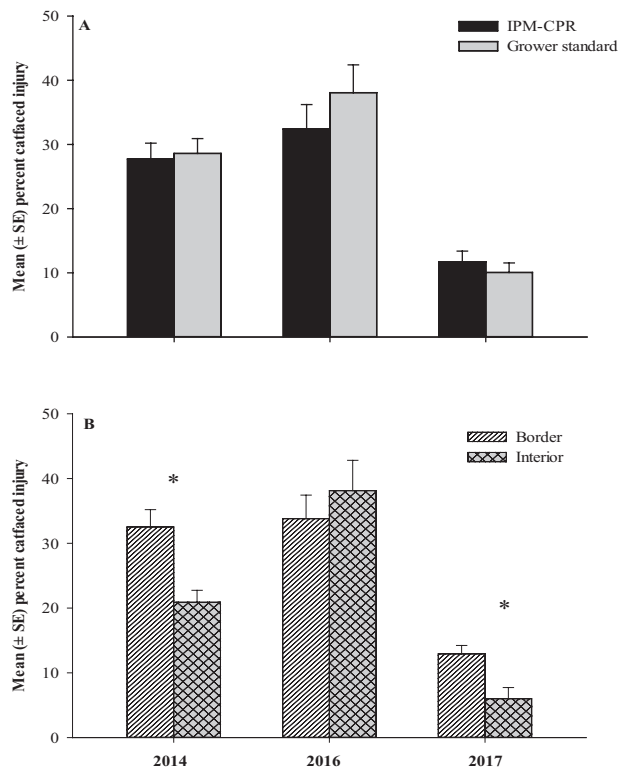 A
IPM-CPR
Grower standard
Mean (± SE) percent catfaced injury
50
40
30
20
10
0
B
Border
Interior
Mean (± SE) percent catfaced injury
50
40
30
20
10
0
*
*
2014 2016 2017